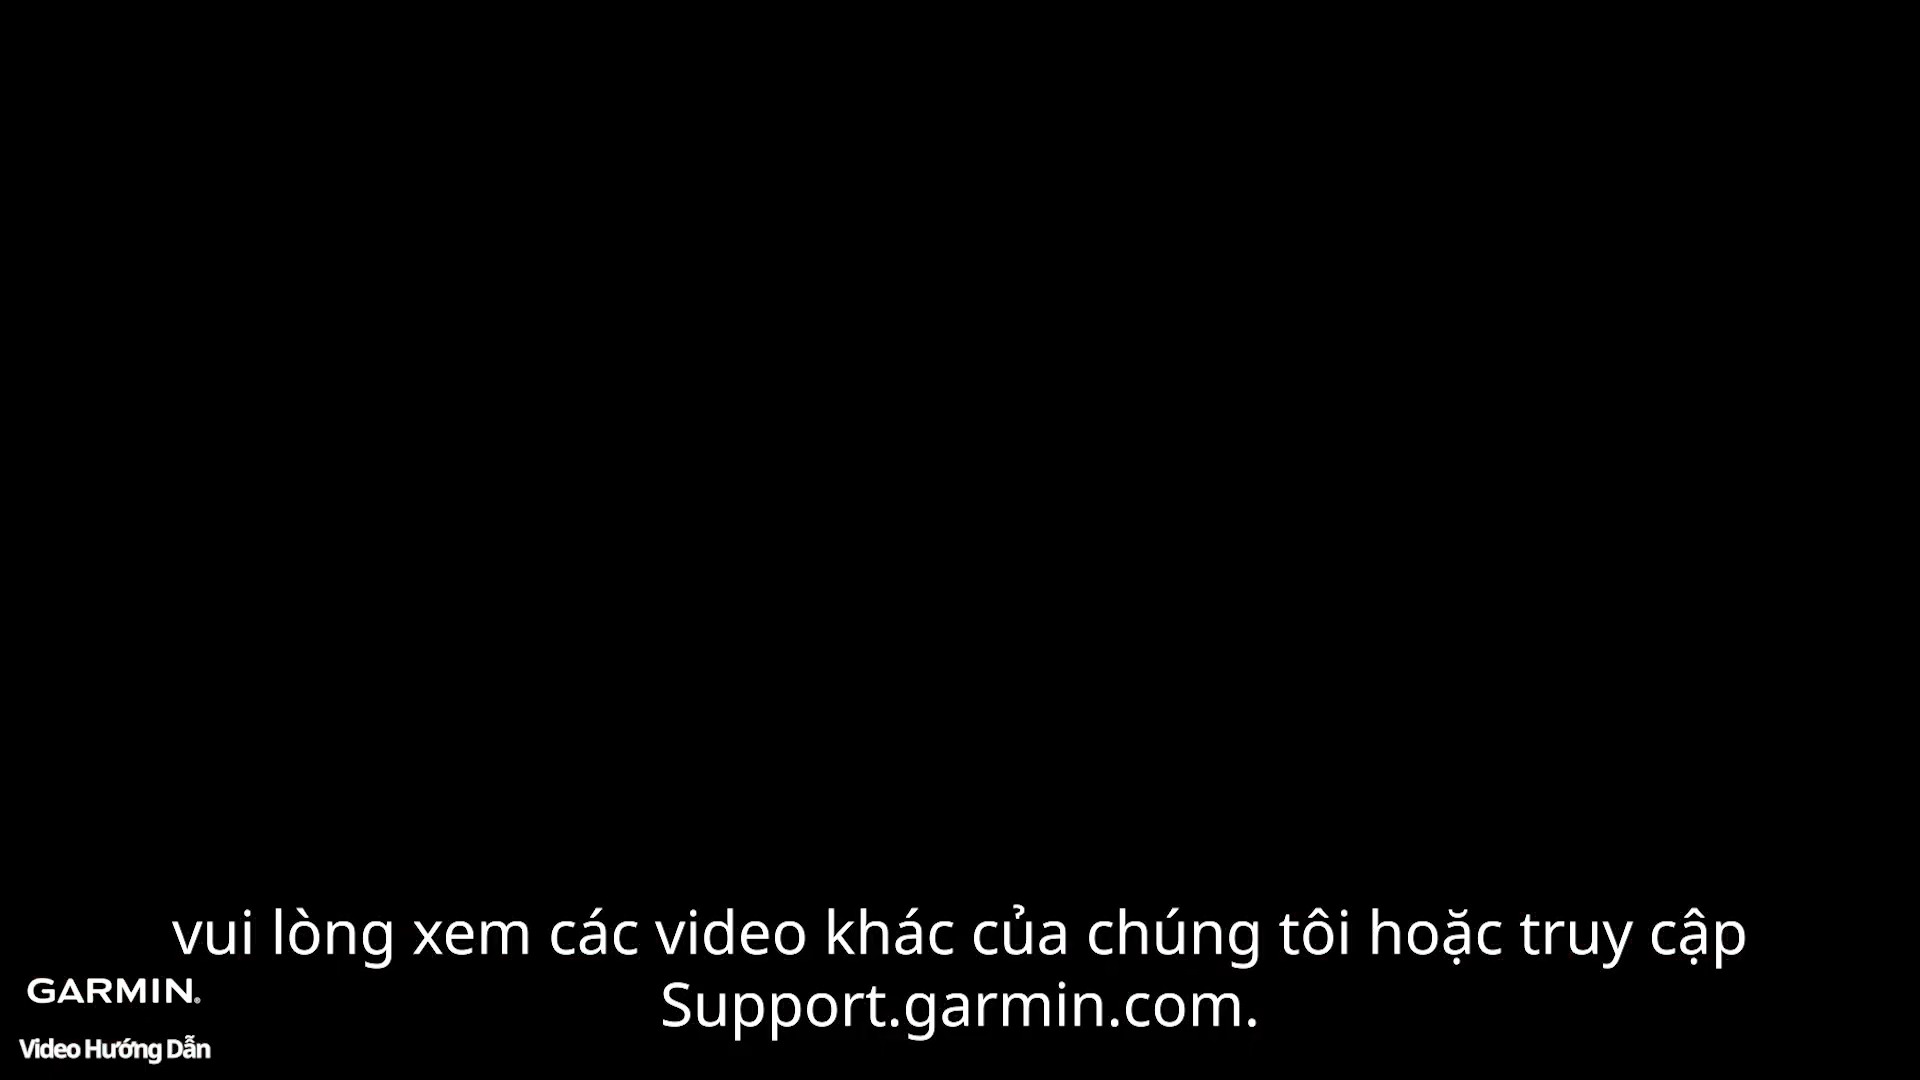 vui lòng xem các video khác của chúng tôi hoặc truy cập
Support.garmin.com.
GARMIN®
Video Hướng Dẫn